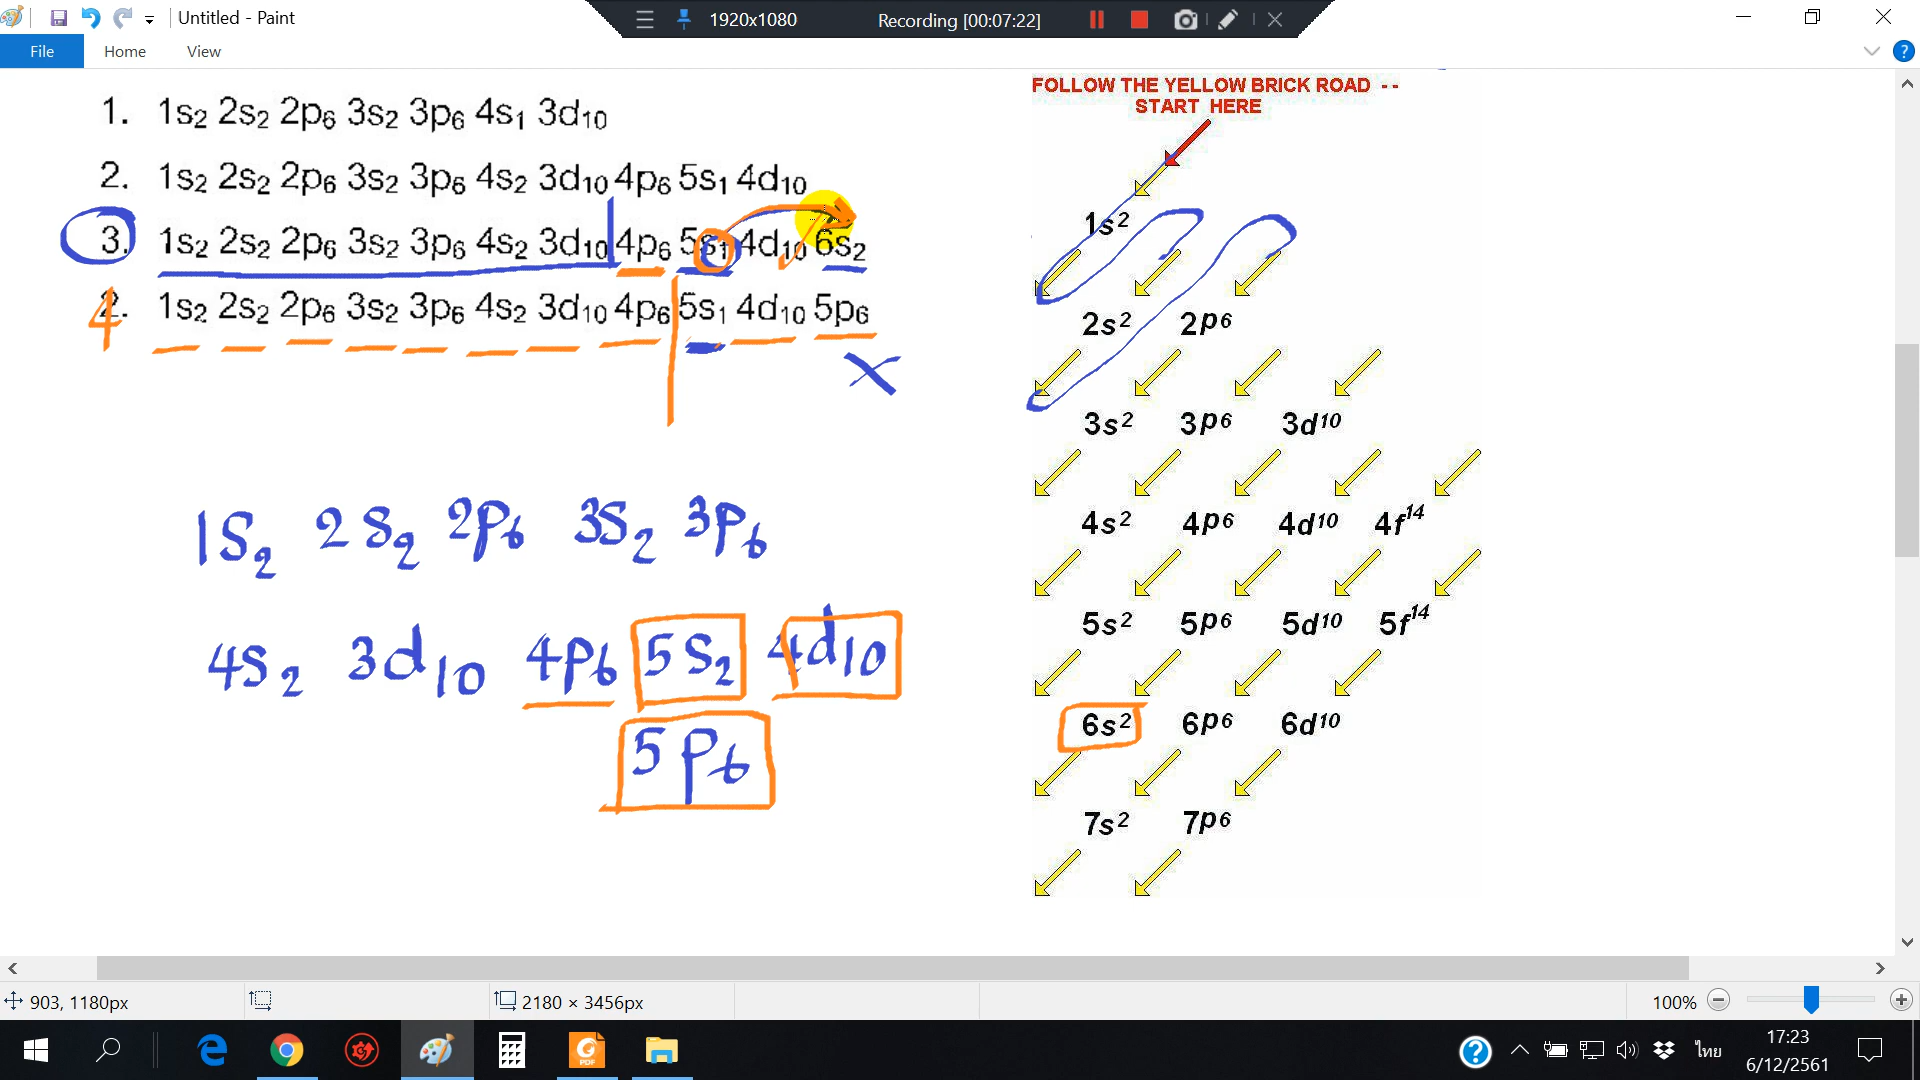 Untitled - Paint
1920x1080
Recording [00:07:22]
File
Home
View
1. 1s2 2s2 2p6 3s2 3p6 4s1 3d10
2. 1s2 2s2 2p6 3s2 3p6 4s2 3d10 4p6 5s1 4d10
3. 1s2 2s2 2p6 3s2 3p6 4s2 3d10 4p6 5s1 4d10 6s2
4
2. 1s2 2s2 2p6 3s2 3p6 4s2 3d10 4p6 5s1 4d10 5p6
X
1S2 2S2 2P6 3S2 3P6
4S2 3d10 4P6 5S2 4d10
5P6
FOLLOW THE YELLOW BRICK ROAD - -
START HERE
1s2
2s2 2p6
3s2 3p6 3d10
4s2 4p6 4d10 4f14
5s2 5p6 5d10 5f14
6s2 6p6 6d10
7s2 7p6
903, 1180px
2180 × 3456px
100%
PDF
ไทย
17:23
6/12/2561